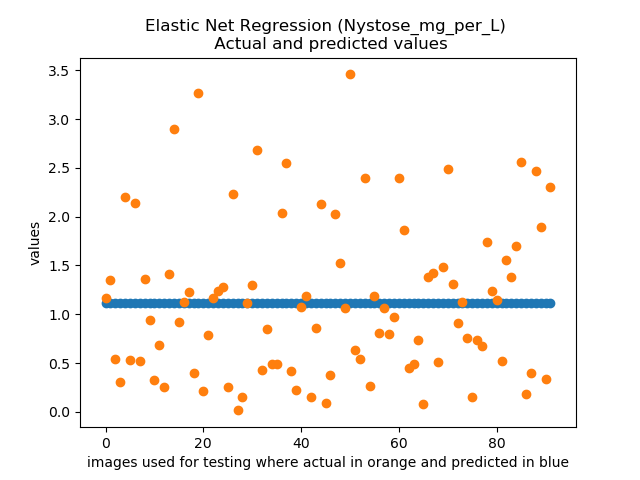 Elastic Net Regression (Nystose_mg_per_L)
Actual and predicted values
3.5
3.0
2.5
2.0
1.5
1.0
0.5
0.0
values
0 20 40 60 80
images used for testing where actual in orange and predicted in blue